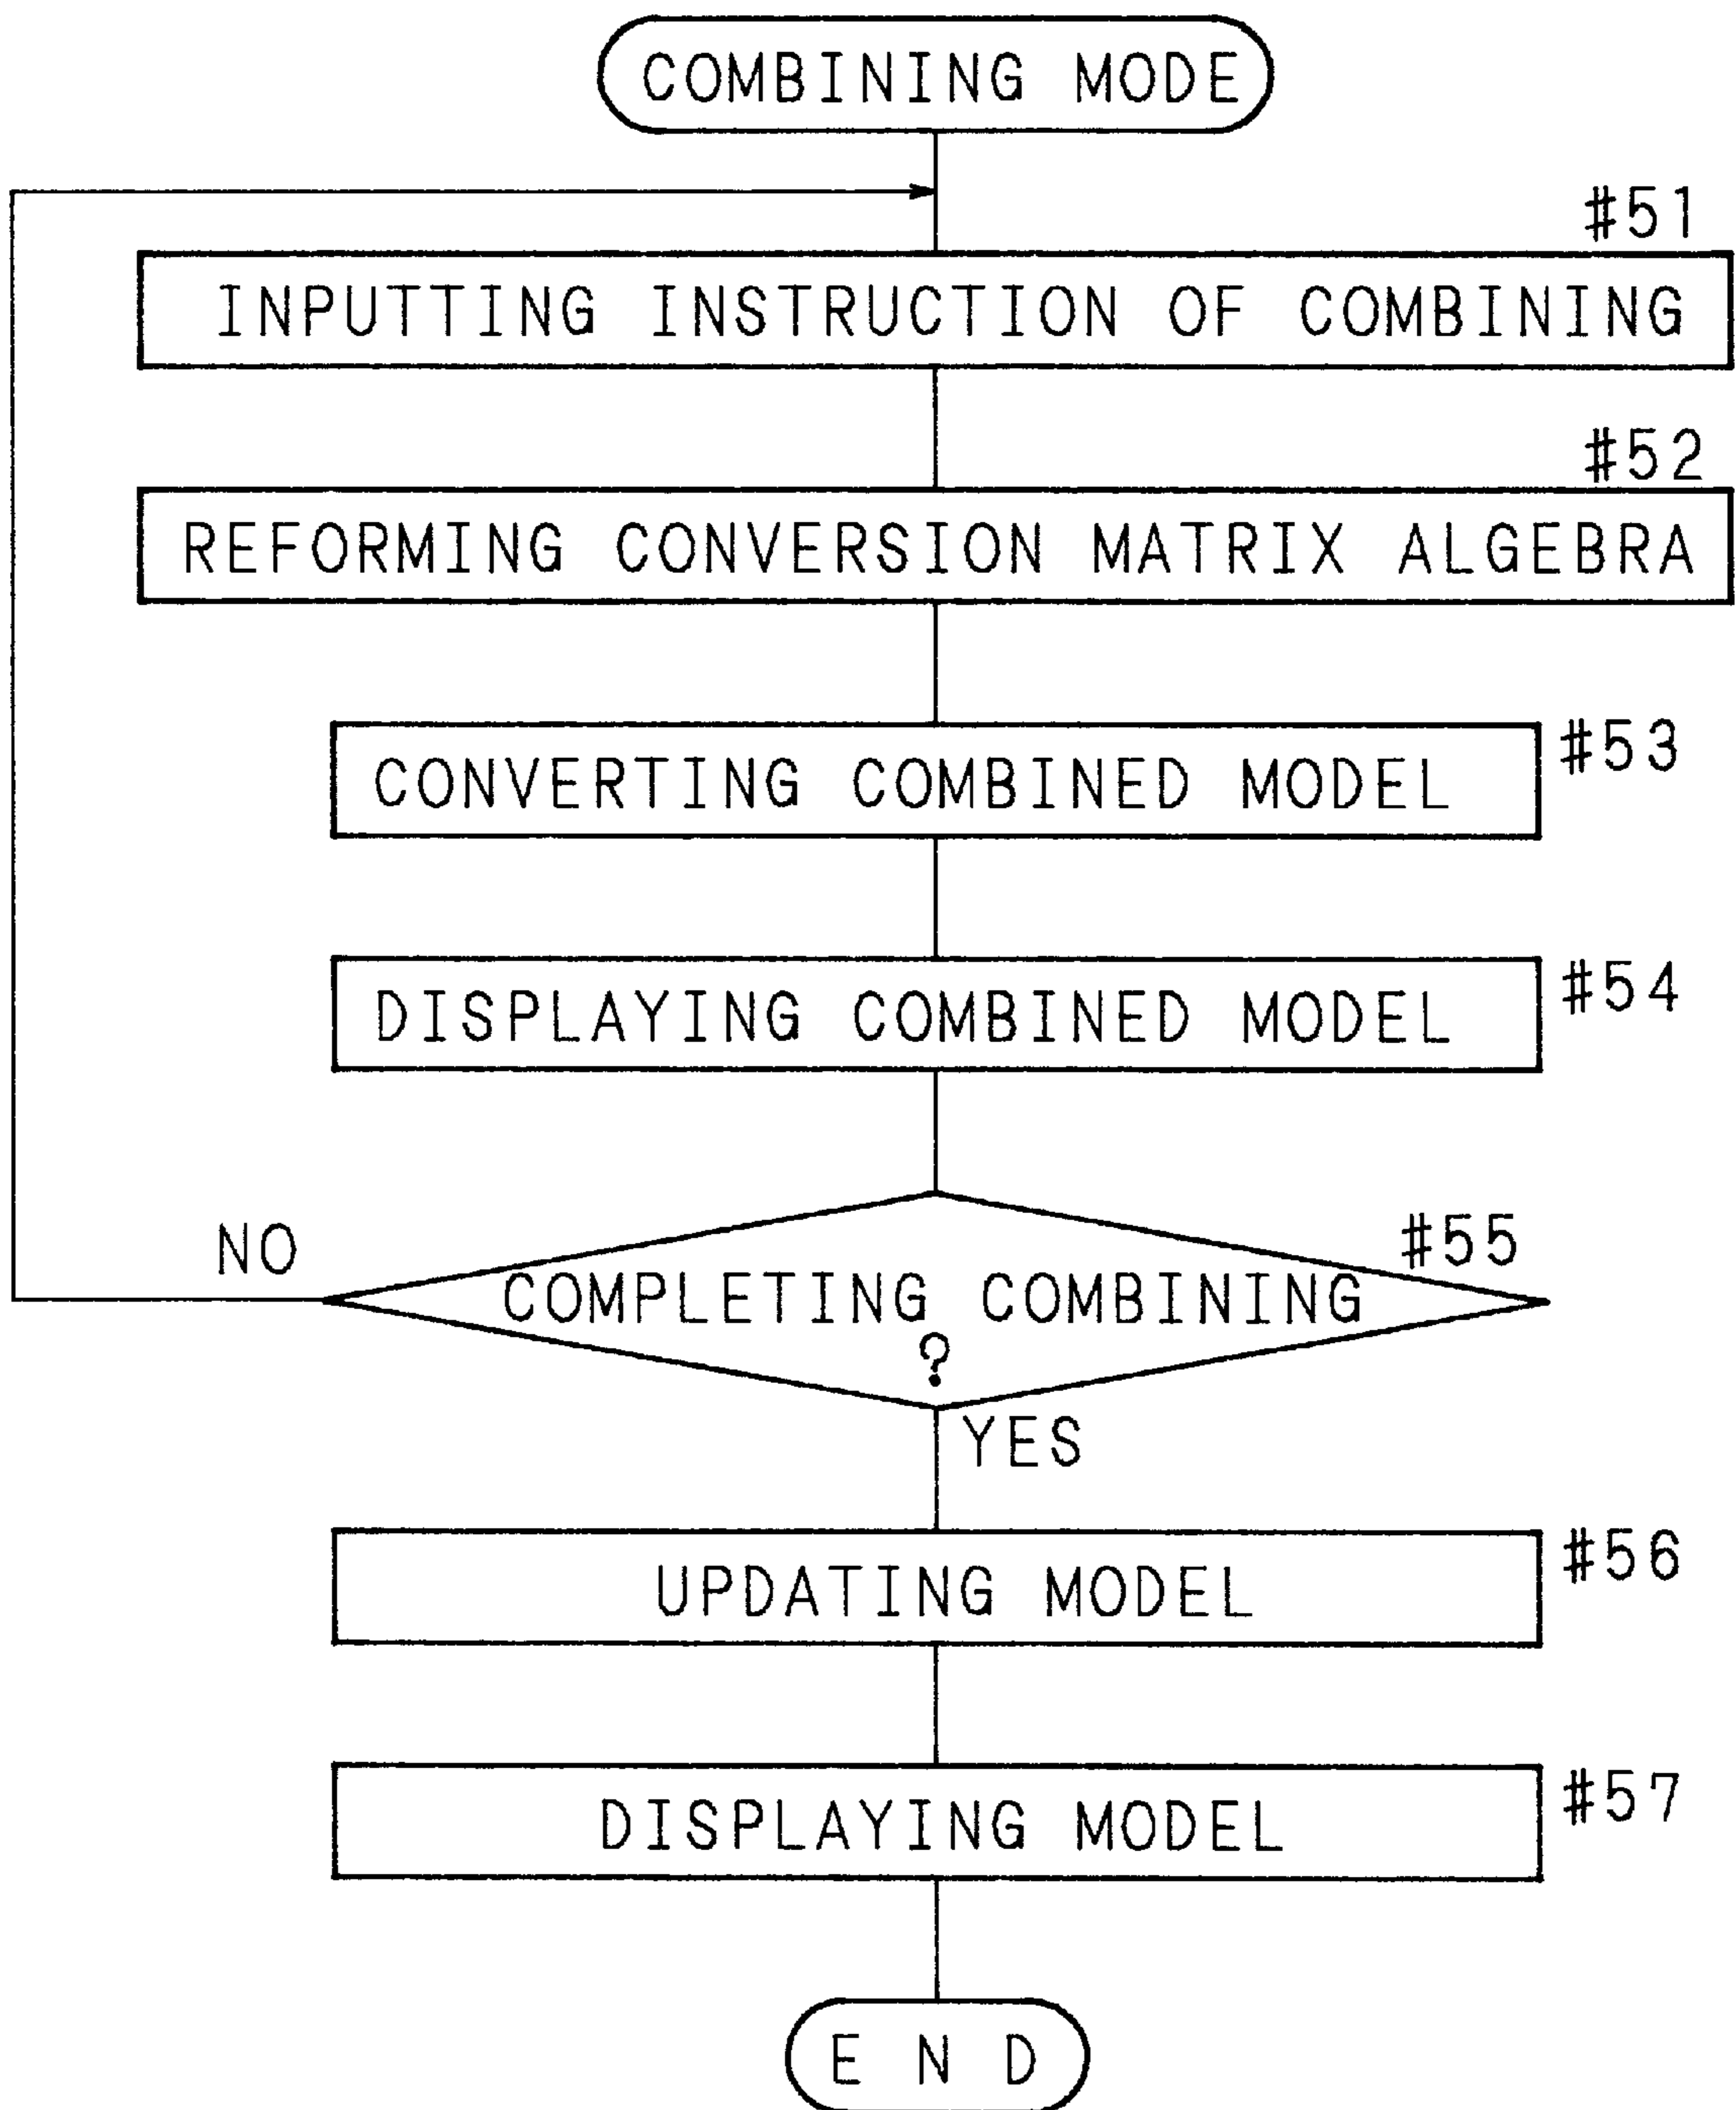 COMBINING MODE
#51
INPUTTING INSTRUCTION OF COMBINING
#52
REFORMING CONVERSION MATRIX ALGEBRA
#53
CONVERTING COMBINED MODEL
#54
DISPLAYING COMBINED MODEL
#55
NO
COMPLETING COMBINING
?
YES
#56
UPDATING MODEL
#57
DISPLAYING MODEL
E N D